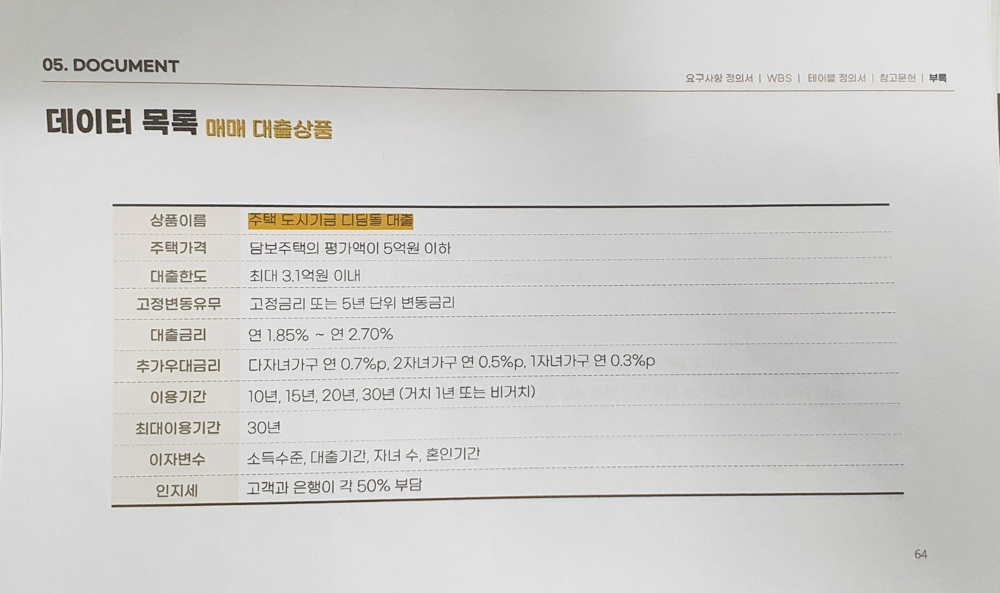 05. DOCUMENT
요구사항 정의서 | WBS | 테이블 정의서 | 참고문헌 | 부록
데이터 목록 매매 대출상품
상품이름 주택 도시기금 디딤돌 대출
주택가격 담보주택의 평가액이 5억원 이하
대출한도 최대 3.1억원 이내
고정변동유무 고정금리 또는 5년 단위 변동금리
대출금리 연 1.85% ~ 연 2.70%
추가우대금리 다자녀가구 연 0.7%p, 2자녀가구 연 0.5%p, 1자녀가구 연 0.3%p
이용기간 10년, 15년, 20년, 30년 (거치 1년 또는 비거치)
최대이용기간 30년
이자변수 소득수준, 대출기간, 자녀 수, 혼인기간
인지세 고객과 은행이 각 50% 부담
64